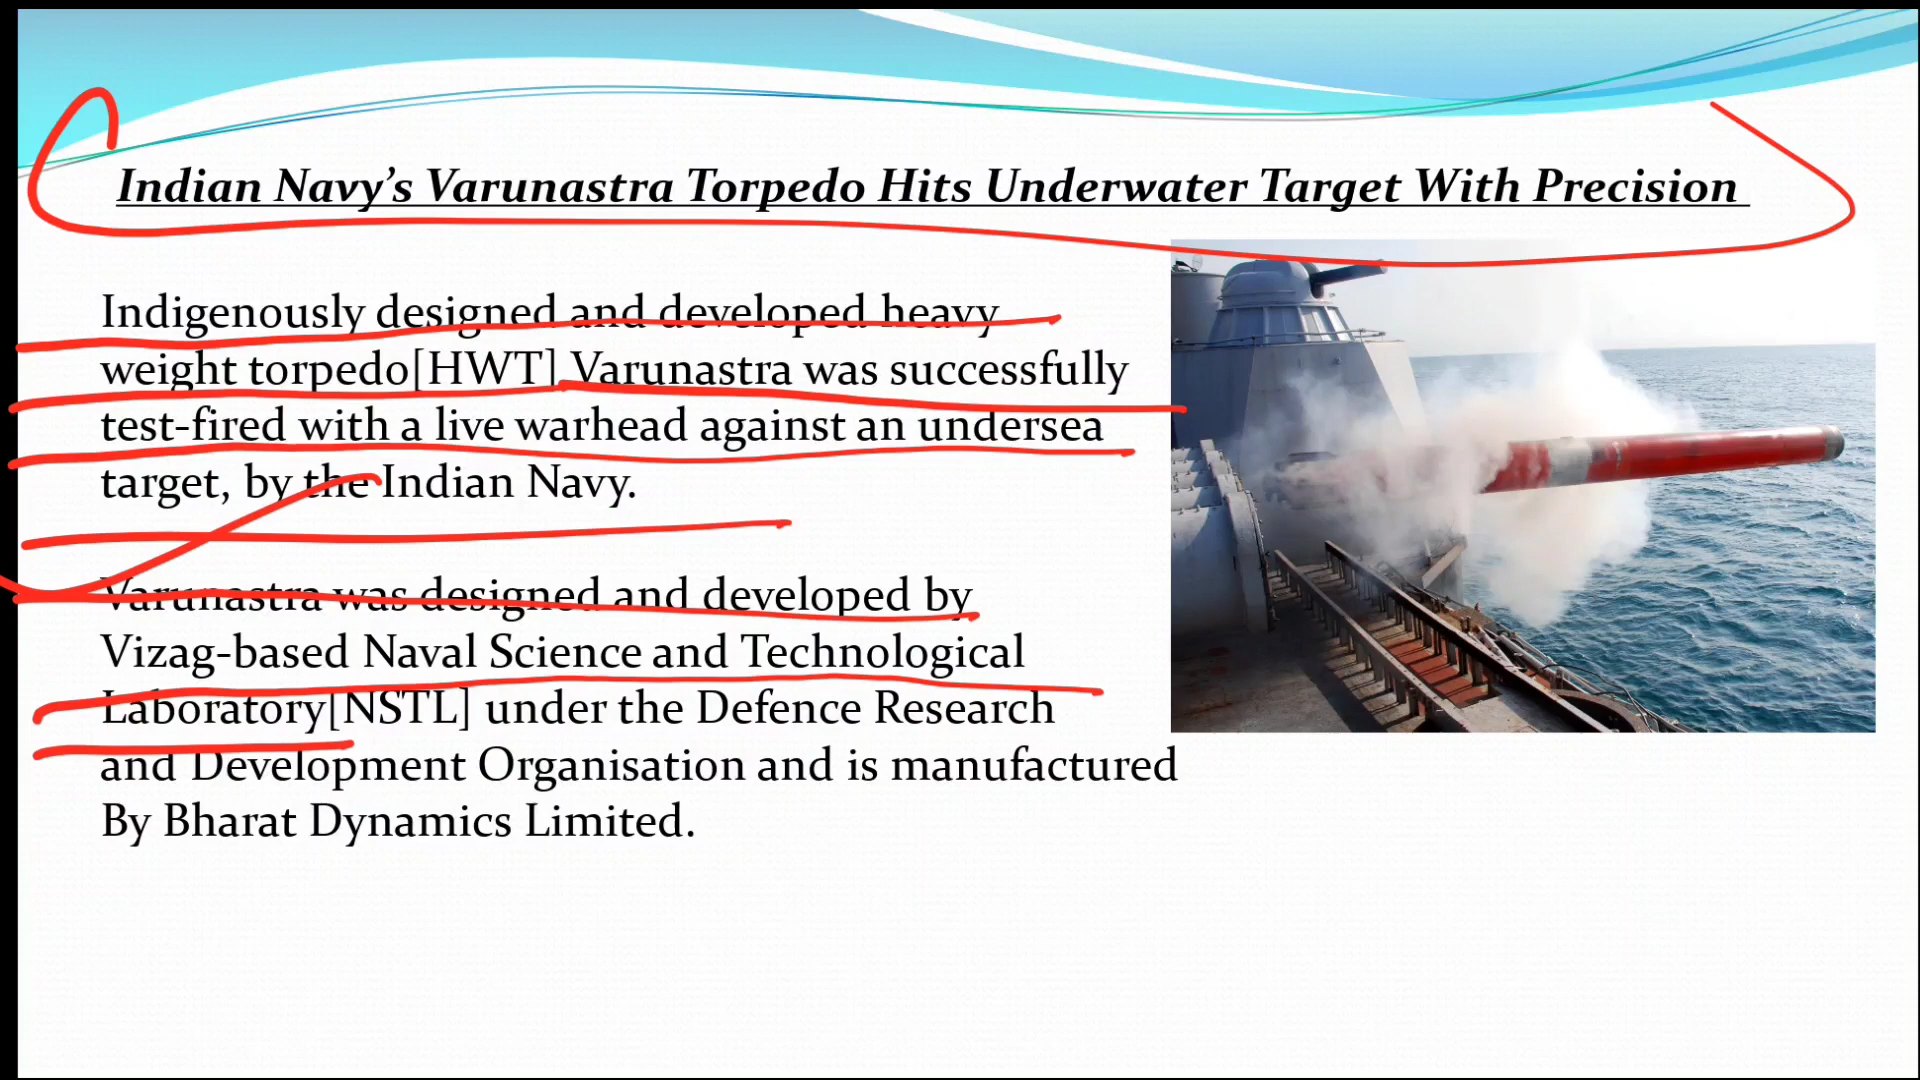 Indian Navy’s Varunastra Torpedo Hits Underwater Target With Precision
Indigenously designed and developed heavy
weight torpedo[HWT] Varunastra was successfully
test-fired with a live warhead against an undersea
target, by the Indian Navy.
Varunastra was designed and developed by
Vizag-based Naval Science and Technological
Laboratory[NSTL] under the Defence Research
and Development Organisation and is manufactured
By Bharat Dynamics Limited.